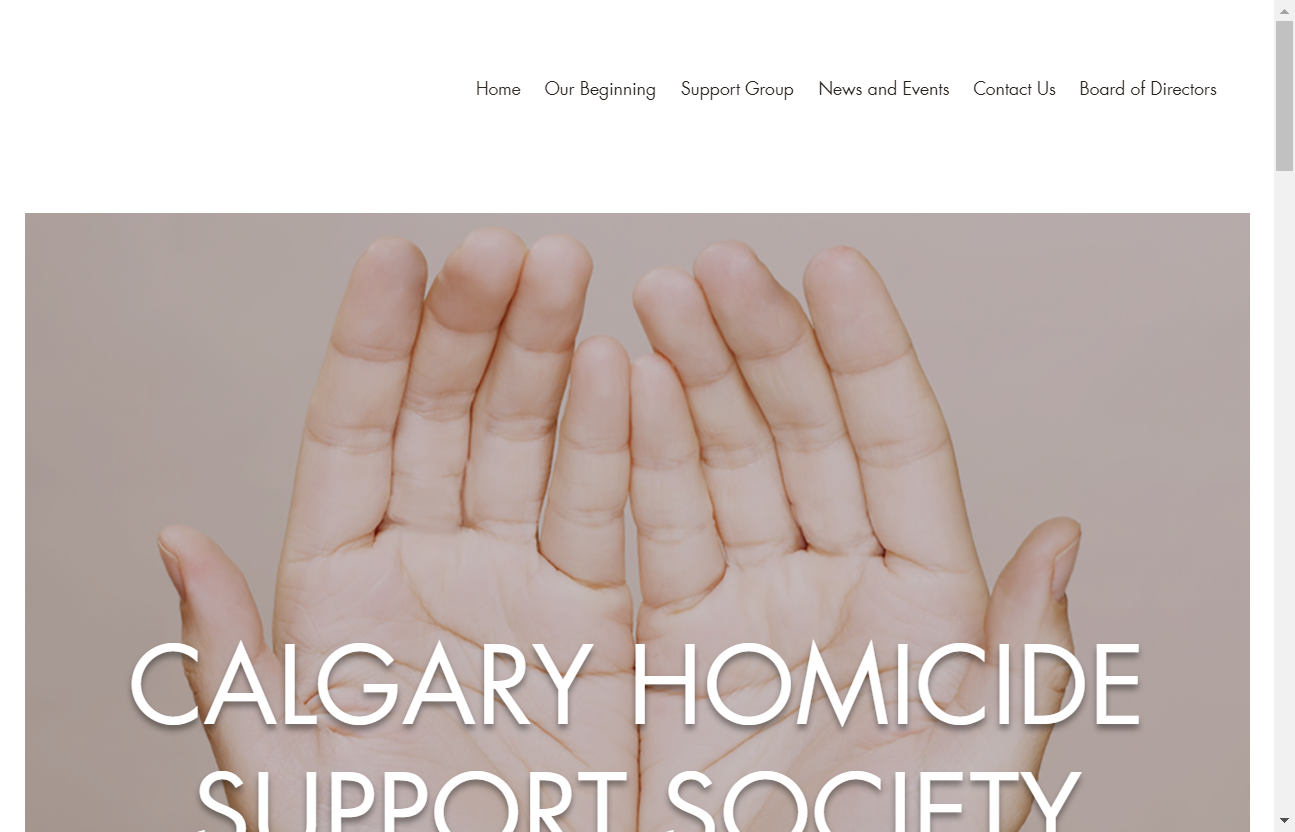 Home Our Beginning Support Group News and Events Contact Us Board of Directors
CALGARY HOMICIDE
SUPPORT SOCIETY